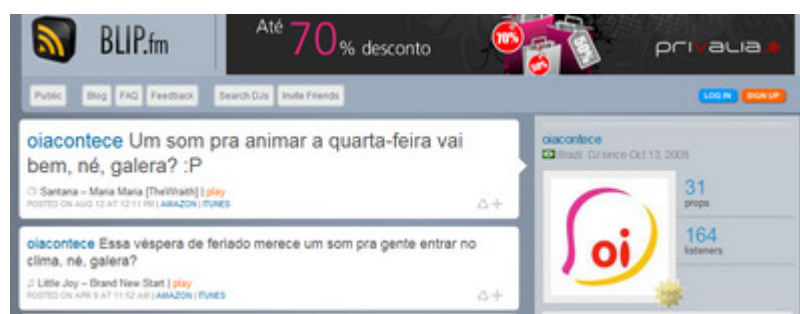 BLIP.fm
Até 70% desconto
70%
50%
50%
privalia
Public Blog FAQ Feedback Search DJs Invite Friends
LOG IN SIGN UP
oiacontece Um som pra animar a quarta-feira vai
bem, né, galera? :P
Santana – Maria Maria [TheWraith] | play
POSTED ON AUG 12 AT 12:11 PM | AMAZON | ITUNES
oiacontece Essa véspera de feriado merece um som pra gente entrar no
clima, né, galera?
Little Joy – Brand New Start | play
POSTED ON APR 9 AT 11:52 AM | AMAZON | ITUNES
oiacontece
Brazil DJ since Oct 13, 2008
31
props
164
listeners
oi